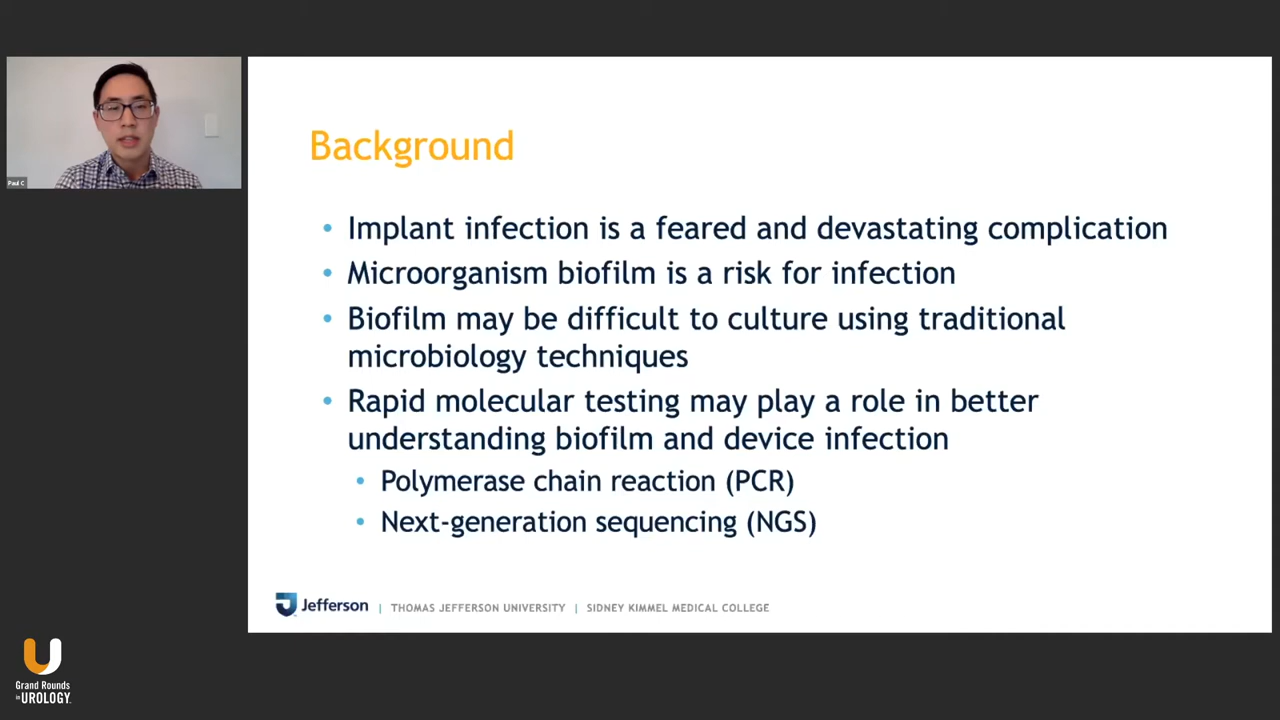 Paul C
Background
• Implant infection is a feared and devastating complication
• Microorganism biofilm is a risk for infection
• Biofilm may be difficult to culture using traditional
microbiology techniques
• Rapid molecular testing may play a role in better
understanding biofilm and device infection
• Polymerase chain reaction (PCR)
• Next-generation sequencing (NGS)
Jefferson | THOMAS JEFFERSON UNIVERSITY | SIDNEY KIMMEL MEDICAL COLLEGE
Grand Rounds
in UROLOGY